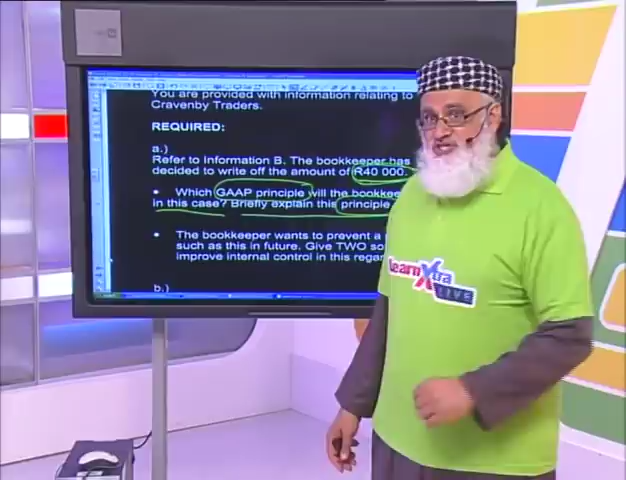 You are provided with information relating to
Cravenby Traders.
REQUIRED:
a.)
Refer to Information B. The bookkeeper has
decided to write off the amount of R40 000.
• Which GAAP principle will the bookkeeper
in this case? Briefly explain this principle
• The bookkeeper wants to prevent a
such as this in future. Give TWO
improve internal control in this
b.)
Learn Xtra
LIVE